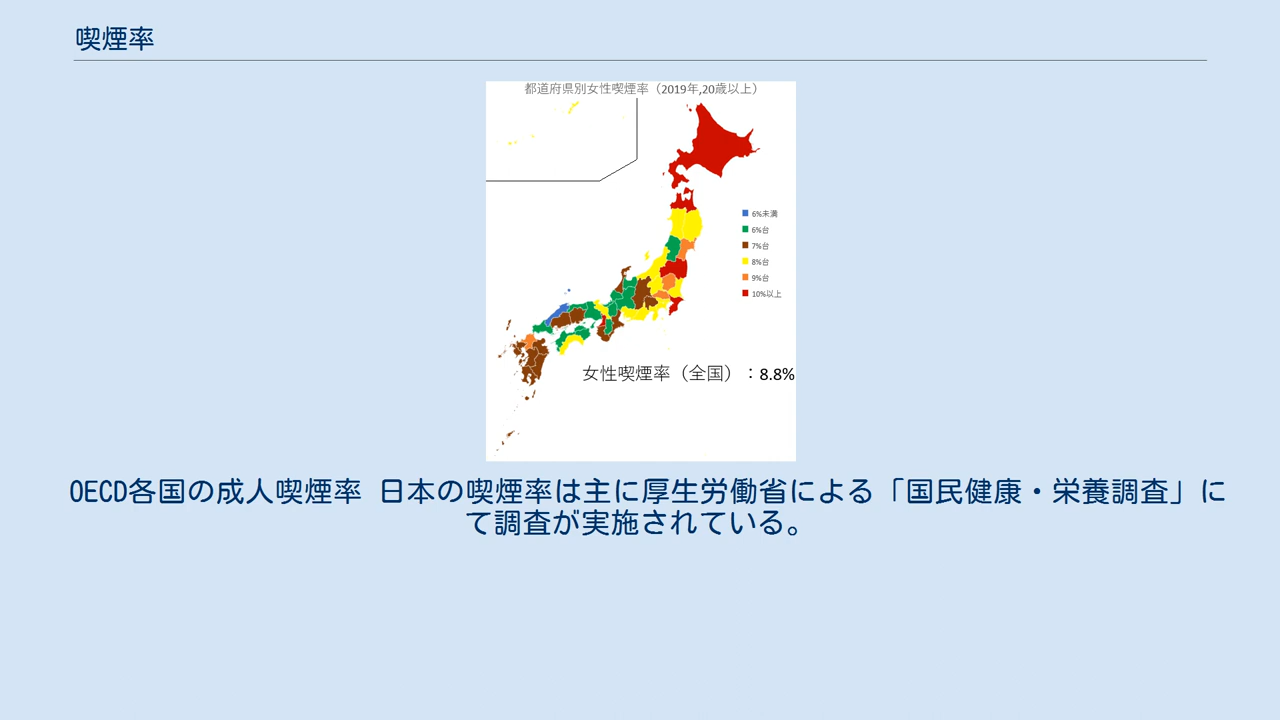 喫煙率
都道府県別女性喫煙率（2019年,20歳以上）
6%未満
6%台
7%台
8%台
9%台
10%以上
女性喫煙率（全国）：8.8%
OECD各国の成人喫煙率 日本の喫煙率は主に厚生労働省による「国民健康・栄養調査」に
て調査が実施されている。